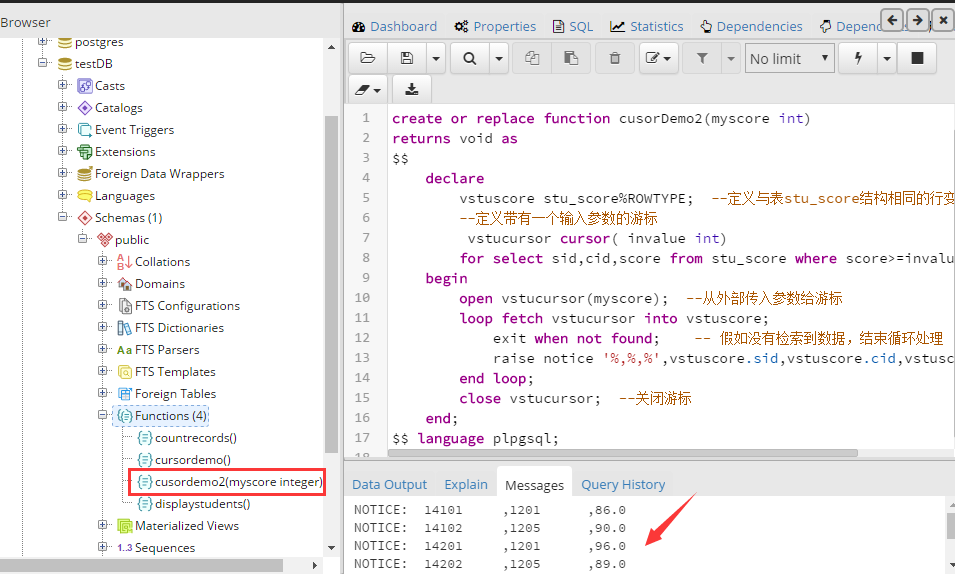 Browser
postgres
testDB
Casts
Catalogs
Event Triggers
Extensions
Foreign Data Wrappers
Languages
Schemas (1)
public
Collations
Domains
FTS Configurations
FTS Dictionaries
FTS Parsers
FTS Templates
Foreign Tables
Functions (4)
countrecords()
cursordemo()
cusordemo2(myscore integer)
displaystudents()
Materialized Views
Sequences
Dashboard Properties SQL Statistics Dependencies Depen
No limit
1 create or replace function cusorDemo2(myscore int)
2 returns void as
3 $$
4 declare
5 vstuscore stu_score%ROWTYPE; --定义与表stu_score结构相同的行变
6 --定义带有一个输入参数的游标
7 vstucursor cursor( invalue int)
8 for select sid,cid,score from stu_score where score>=invalu
9 begin
10 open vstucursor(myscore); --从外部传入参数给游标
11 loop fetch vstucursor into vstuscore;
12 exit when not found; -- 假如没有检索到数据，结束循环处理
13 raise notice '%,%,%',vstuscore.sid,vstuscore.cid,vstusc
14 end loop;
15 close vstucursor; --关闭游标
16 end;
17 $$ language plpgsql;
Data Output Explain Messages Query History
NOTICE: 14101 ,1201 ,86.0
NOTICE: 14102 ,1205 ,90.0
NOTICE: 14201 ,1201 ,96.0
NOTICE: 14202 ,1205 ,89.0